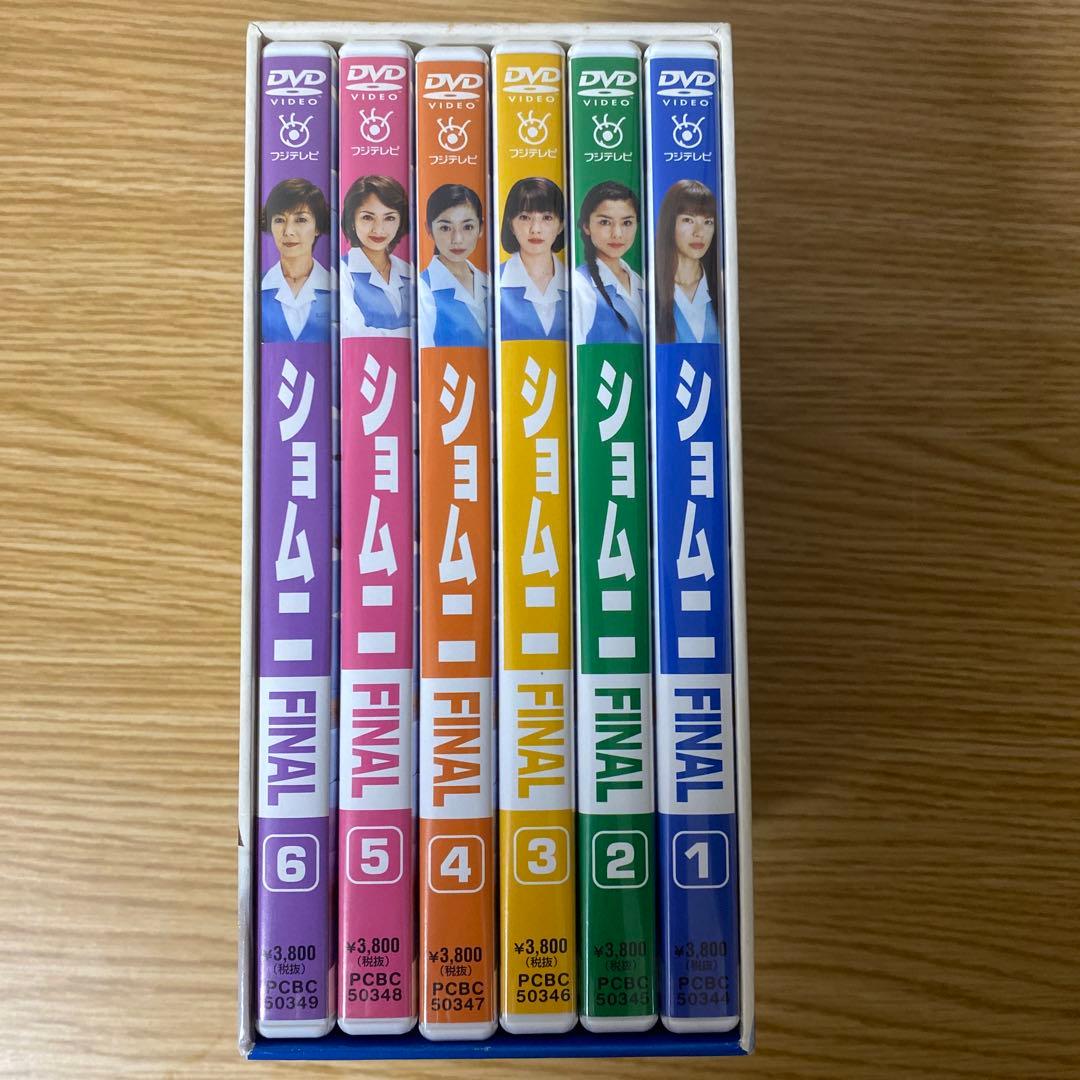 DVD
VIDEO
フジテレビ
ショムニ
FINAL
6
¥3,800
(税抜)
PCBC
50349
DVD
VIDEO
フジテレビ
ショムニ
FINAL
5
¥3,800
(税抜)
PCBC
50348
DVD
VIDEO
フジテレビ
ショムニ
FINAL
4
¥3,800
(税抜)
PCBC
50347
DVD
VIDEO
フジテレビ
ショムニ
FINAL
3
¥3,800
(税抜)
PCBC
50346
DVD
VIDEO
フジテレビ
ショムニ
FINAL
2
¥3,800
(税抜)
PCBC
50345
DVD
VIDEO
フジテレビ
ショムニ
FINAL
1
¥3,800
(税抜)
PCBC
50344